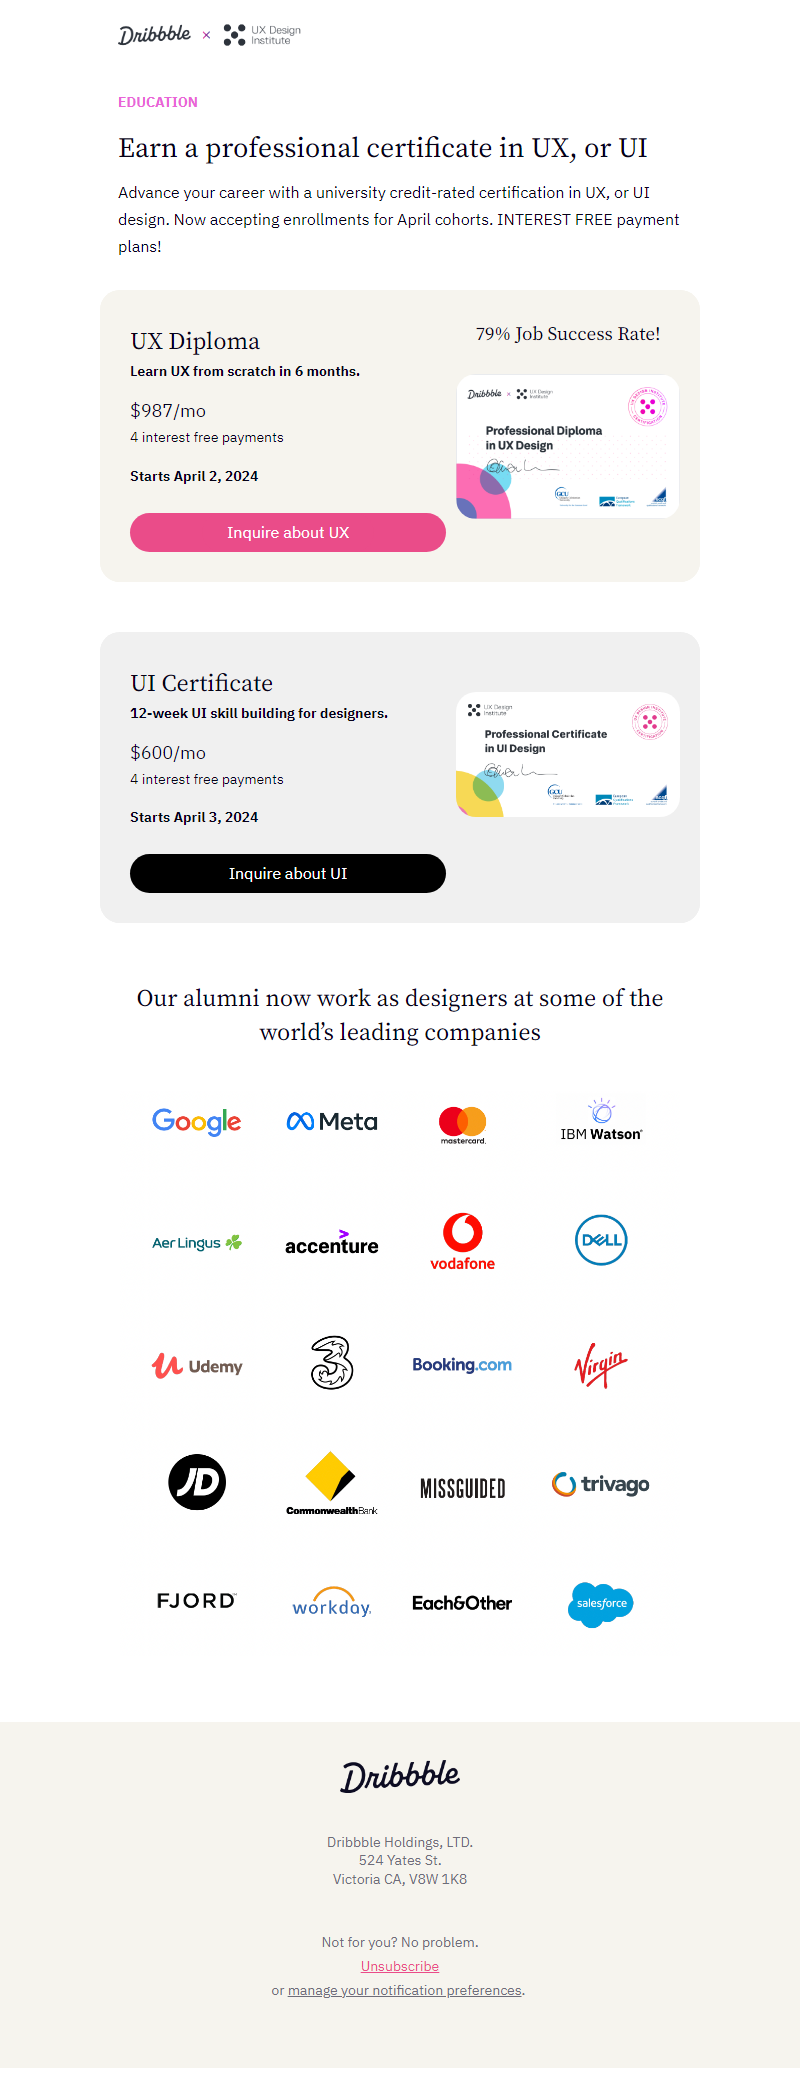 Dribbble × UX Design Institute
EDUCATION
Earn a professional certificate in UX, or UI
Advance your career with a university credit-rated certification in UX, or UI
design. Now accepting enrollments for April cohorts. INTEREST FREE payment
plans!
UX Diploma
Learn UX from scratch in 6 months.
$987/mo
4 interest free payments
Starts April 2, 2024
Inquire about UX
79% Job Success Rate!
Dribbble × UX Design Institute
UX DESIGN INSTITUTE CERTIFICATION
Professional Diploma
in UX Design
GCU
UI Certificate
12-week UI skill building for designers.
$600/mo
4 interest free payments
Starts April 3, 2024
Inquire about UI
UX Design
Institute
Professional Certificate
in UI Design
GCU
Our alumni now work as designers at some of the
world's leading companies
Google Meta mastercard. IBM Watson
Aer Lingus accenture vodafone DELL
Udemy 3 Booking.com Virgin
JD CommonwealthBank MISSGUIDED trivago
FJORD workday. Each&Other salesforce
Dribbble
Dribbble Holdings, LTD.
524 Yates St.
Victoria CA, V8W 1K8
Not for you? No problem.
Unsubscribe
or manage your notification preferences.